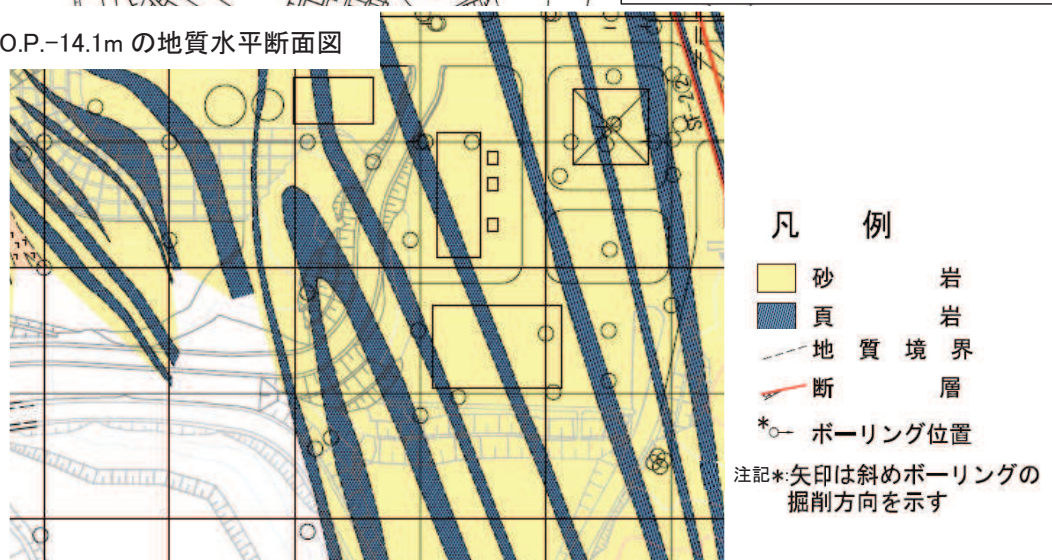 O.P.-14.1m の地質水平断面図
SF-2②
凡 例
砂 岩
頁 岩
地 質 境 界
断 層
*ボーリング位置
注記*:矢印は斜めボーリングの
掘削方向を示す